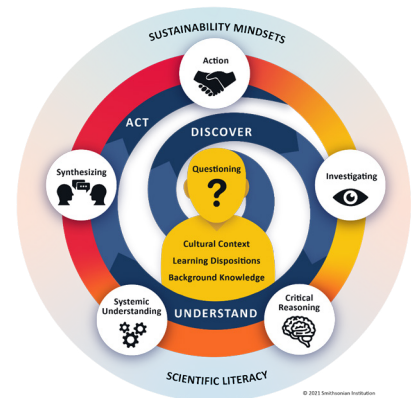 SUSTAINABILITY MINDSETS
Action
ACT
DISCOVER
Synthesizing
Questioning
?
Investigating
Cultural Context
Learning Dispositions
Background Knowledge
Systemic
Understanding
Critical
Reasoning
UNDERSTAND
SCIENTIFIC LITERACY
© 2021 Smithsonian Institution